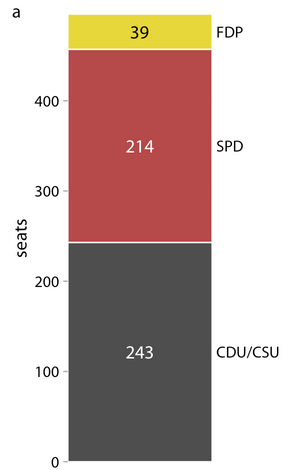 a
39 FDP
400
214 SPD
300
seats
200
243 CDU/CSU
100
0